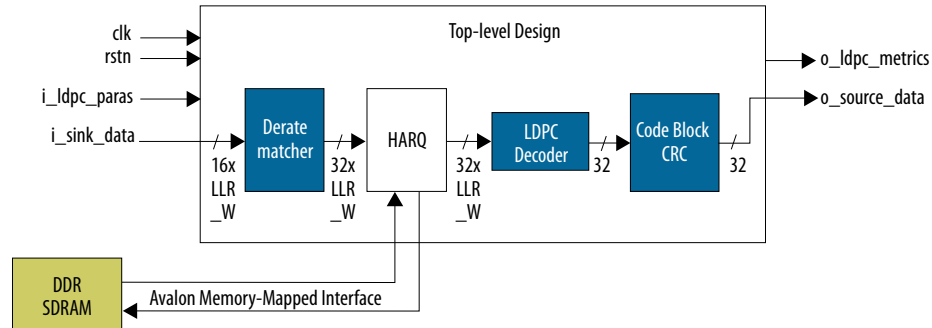 Top-level Design
clk
rstn
i_ldpc_paras
i_sink_data
o_ldpc_metrics
o_source_data
16x
LLR
_W
Derate
matcher
32x
LLR
_W
HARQ
32x
LLR
_W
LDPC
Decoder
32
Code Block
CRC
32
DDR
SDRAM
Avalon Memory-Mapped Interface